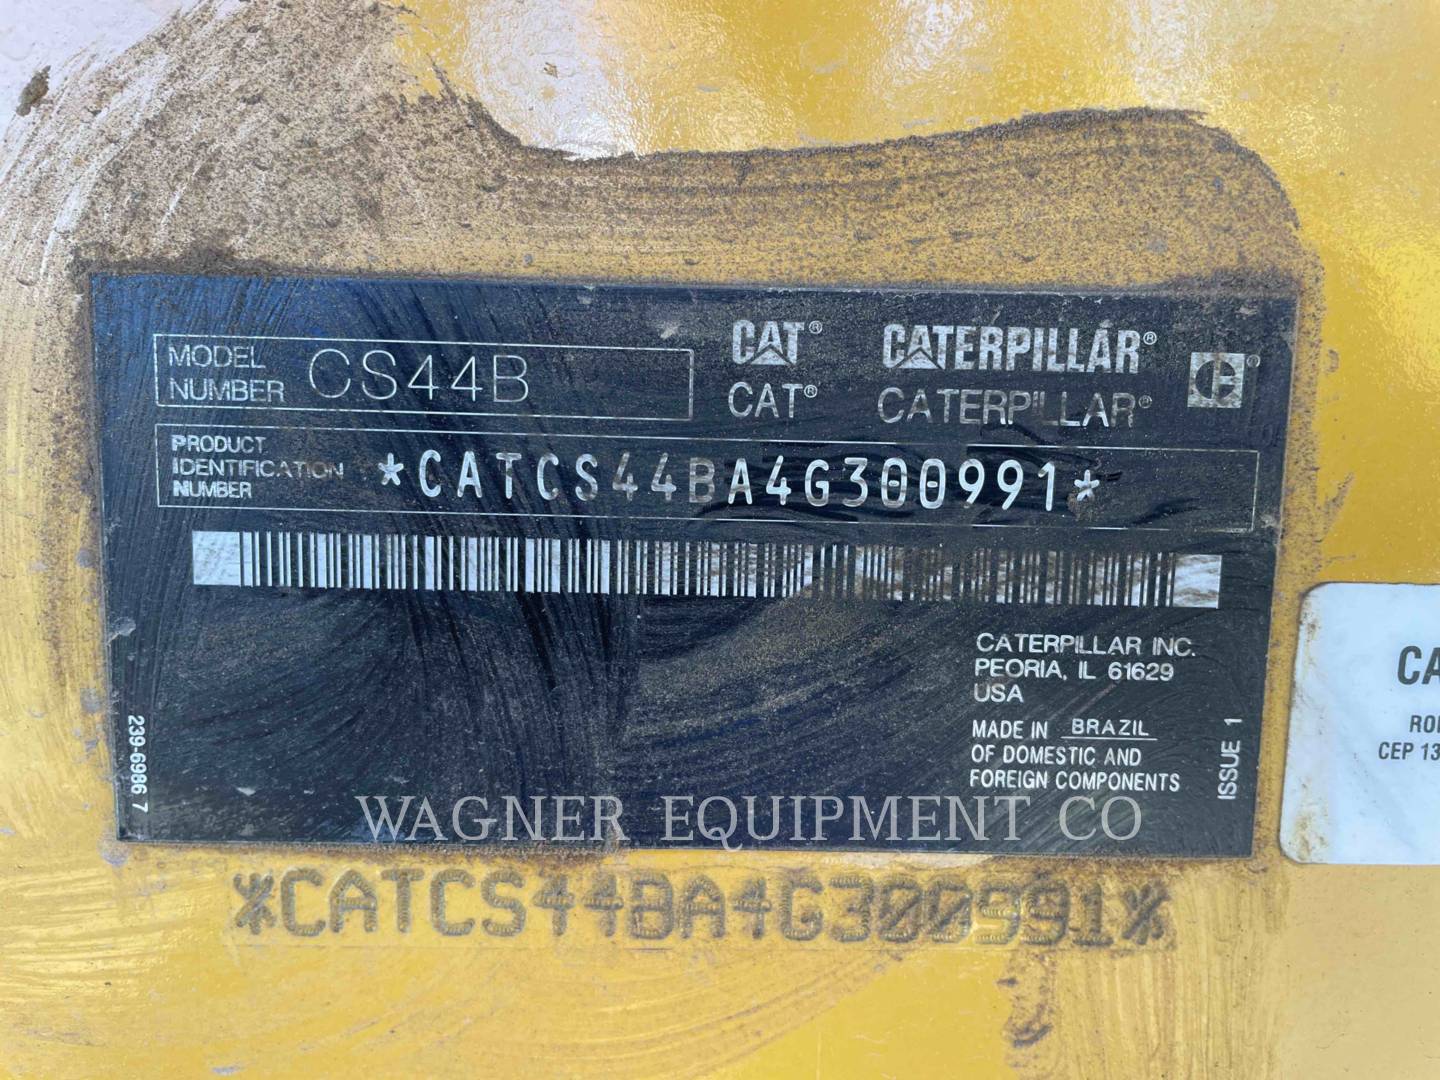 MODEL
NUMBER CS44B
CAT® CATERPILLAR®
CAT® CATERPILLAR®
PRODUCT
IDENTIFICATION
NUMBER
*CATCS44BA4G300991*
CATERPILLAR INC.
PEORIA, IL 61629
USA
MADE IN BRAZIL
OF DOMESTIC AND
FOREIGN COMPONENTS
ISSUE 1
239-6986 7
WAGNER EQUIPMENT CO
*CATCS44BA4G300991*
CA
CEP 13